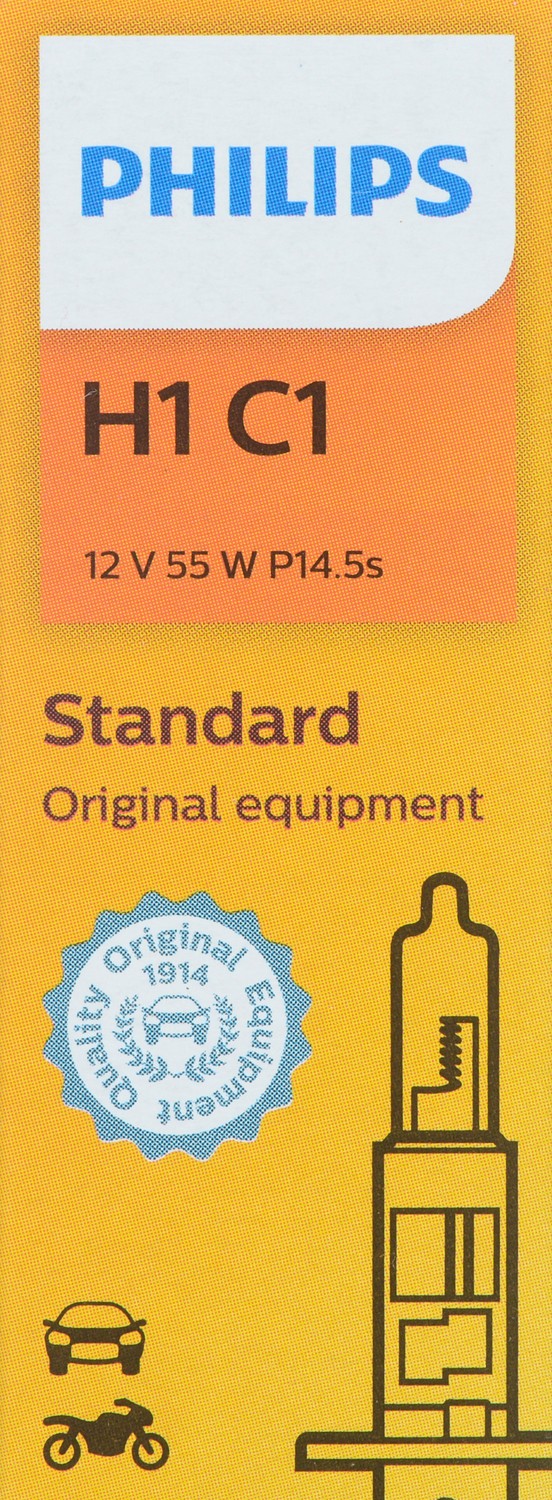 PHILIPS
H1 C1
12 V 55 W P14.5s
Standard
Original equipment
Original Equipment Quality
1914